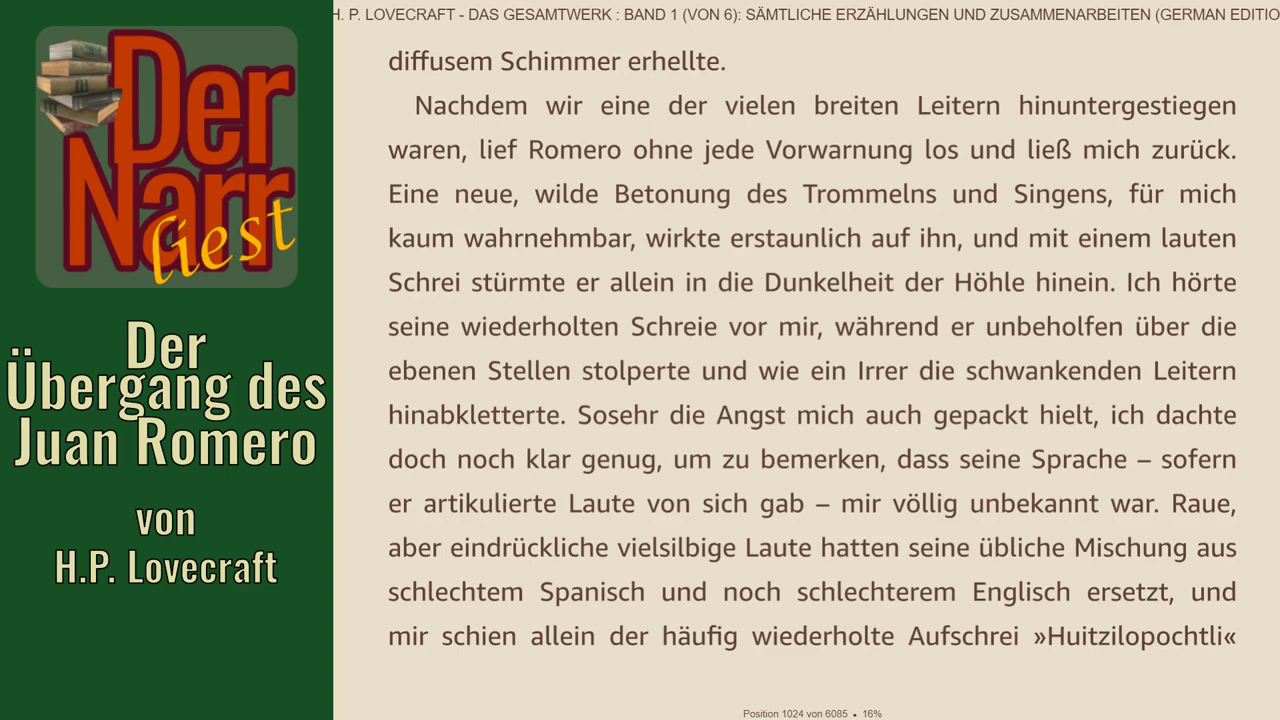 Der
Narr
liest
Der
Übergang des
Juan Romero
von
H.P. Lovecraft
H. P. LOVECRAFT - DAS GESAMTWERK : BAND 1 (VON 6): SÄMTLICHE ERZÄHLUNGEN UND ZUSAMMENARBEITEN (GERMAN EDITIO
diffusem Schimmer erhellte.
Nachdem wir eine der vielen breiten Leitern hinuntergestiegen
waren, lief Romero ohne jede Vorwarnung los und ließ mich zurück.
Eine neue, wilde Betonung des Trommelns und Singens, für mich
kaum wahrnehmbar, wirkte erstaunlich auf ihn, und mit einem lauten
Schrei stürmte er allein in die Dunkelheit der Höhle hinein. Ich hörte
seine wiederholten Schreie vor mir, während er unbeholfen über die
ebenen Stellen stolperte und wie ein Irrer die schwankenden Leitern
hinabkletterte. Sosehr die Angst mich auch gepackt hielt, ich dachte
doch noch klar genug, um zu bemerken, dass seine Sprache – sofern
er artikulierte Laute von sich gab – mir völlig unbekannt war. Raue,
aber eindrückliche vielsilbige Laute hatten seine übliche Mischung aus
schlechtem Spanisch und noch schlechterem Englisch ersetzt, und
mir schien allein der häufig wiederholte Aufschrei »Huitzilopochtli«
Position 1024 von 6085 • 16%